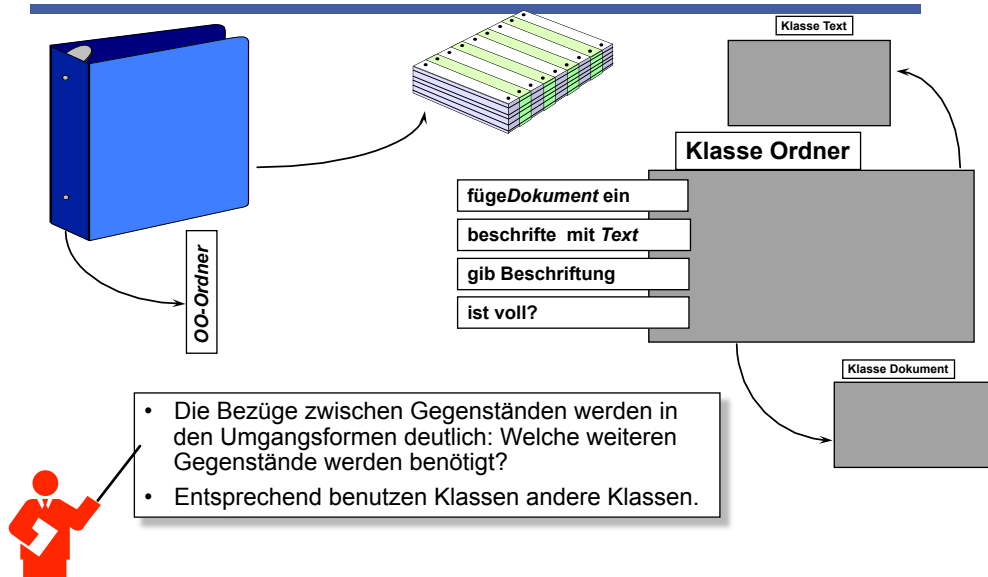 Klasse Text
Klasse Ordner
fügeDokument ein
beschrifte mit Text
gib Beschriftung
ist voll?
OO-Ordner
Klasse Dokument
• Die Bezüge zwischen Gegenständen werden in
den Umgangsformen deutlich: Welche weiteren
Gegenstände werden benötigt?
• Entsprechend benutzen Klassen andere Klassen.